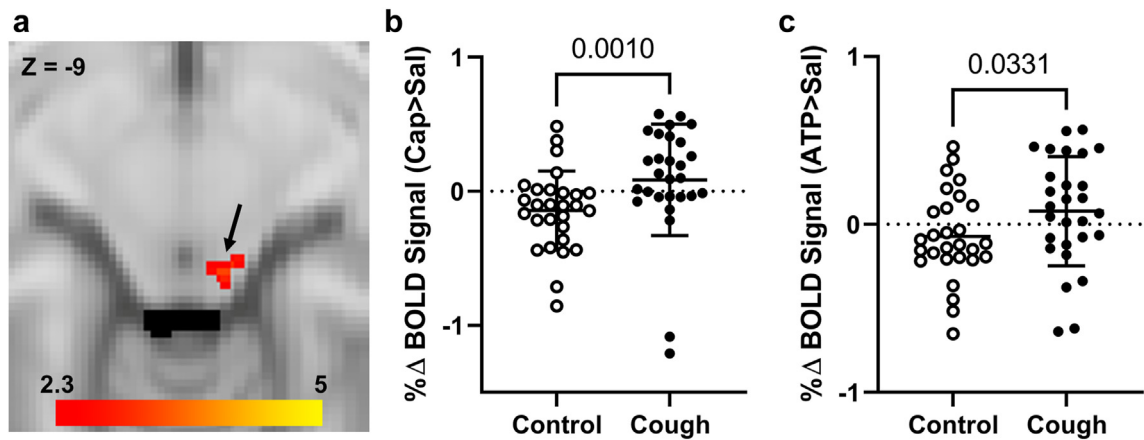 a
Z = -9
2.3
5
b
% Δ BOLD Signal (Cap>Sal)
0.0010
1
0
-1
Control
Cough
c
% Δ BOLD Signal (ATP>Sal)
0.0331
1
0
-1
Control
Cough